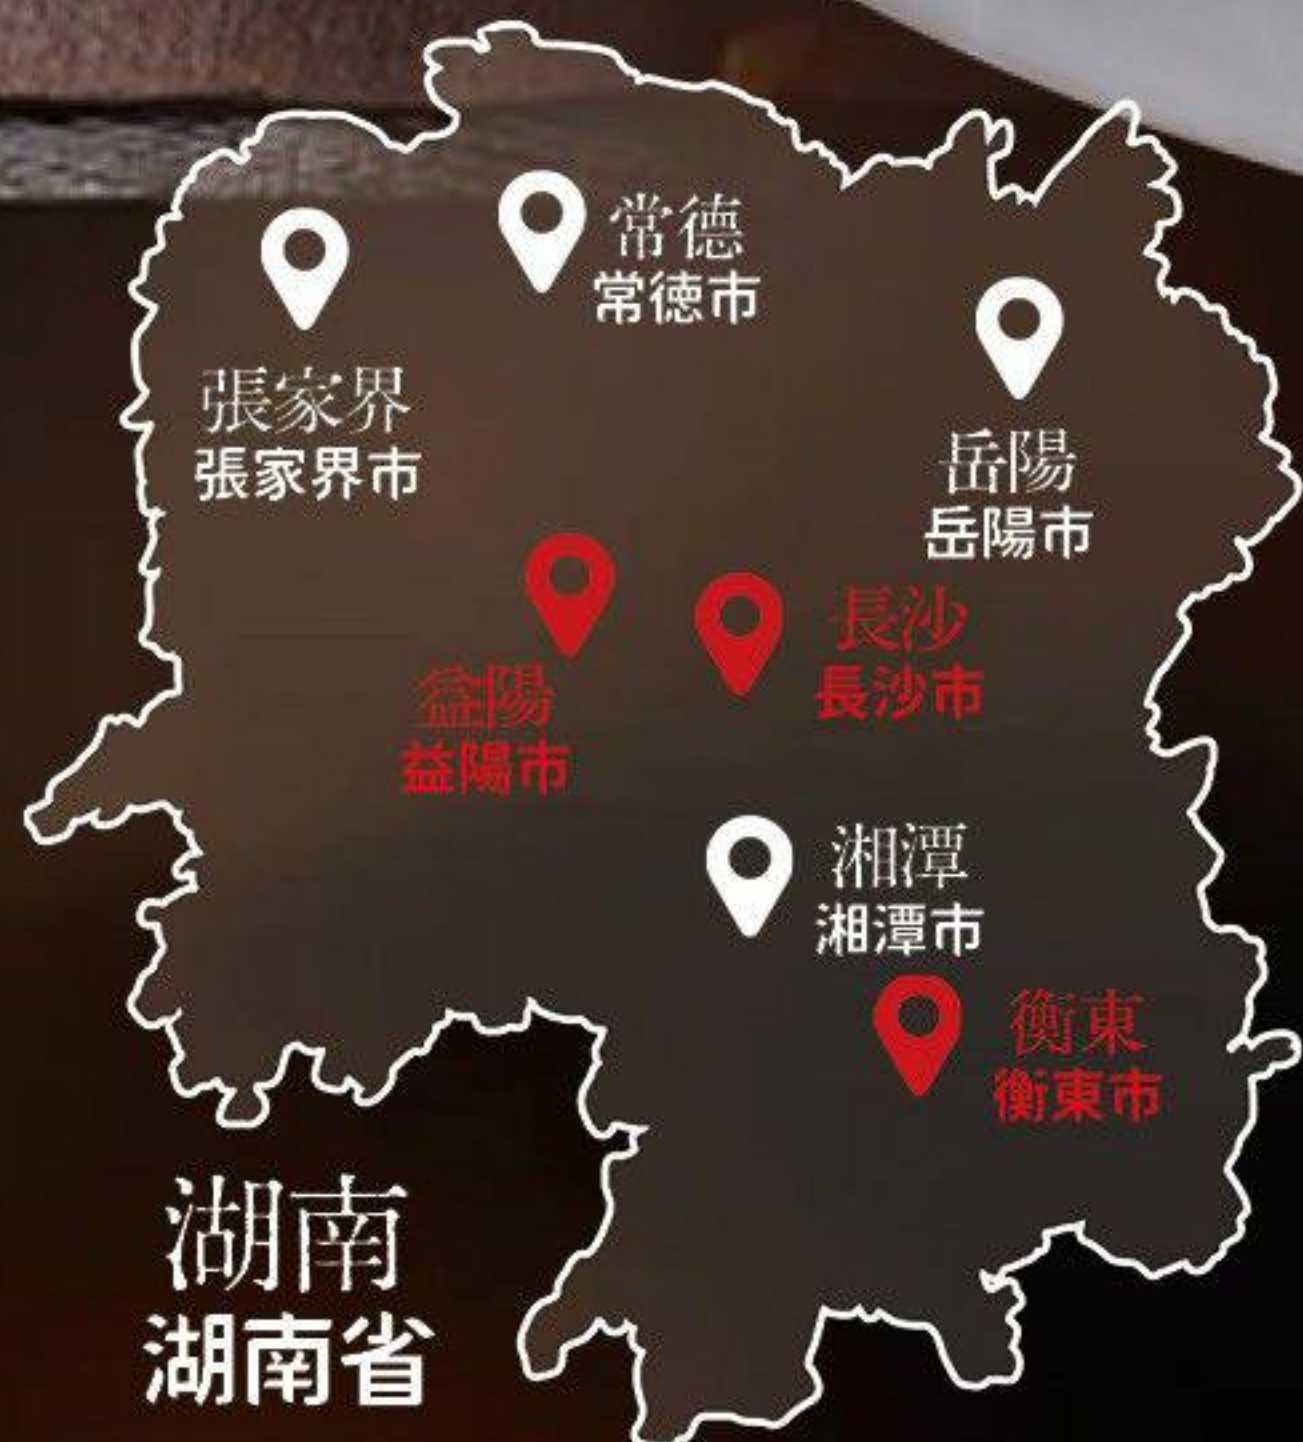 常德
常徳市
張家界
張家界市
岳陽
岳陽市
長沙
長沙市
益陽
益陽市
湘潭
湘潭市
衡東
衡東市
湖南
湖南省